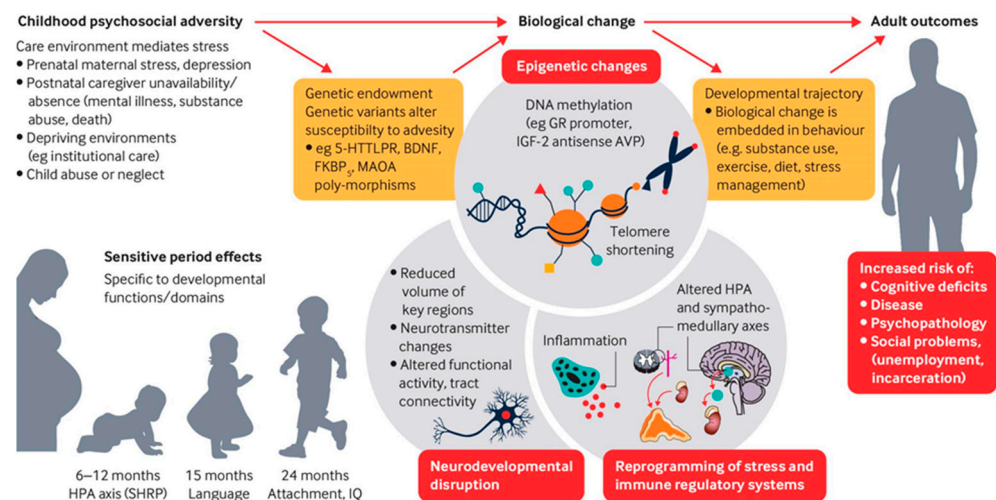 Childhood psychosocial adversity
Care environment mediates stress
• Prenatal maternal stress, depression
• Postnatal caregiver unavailability/
absence (mental illness, substance
abuse, death)
• Depriving environments
(eg institutional care)
• Child abuse or neglect
Genetic endowment
Genetic variants alter
susceptibilty to advesity
• eg 5-HTTLPR, BDNF,
FKBP5, MAOA
poly-morphisms
Biological change
Epigenetic changes
DNA methylation
(eg GR promoter,
IGF-2 antisense AVP)
Telomere
shortening
Developmental trajectory
• Biological change is
embedded in behaviour
(e.g. substance use,
exercise, diet, stress
management)
Adult outcomes
Increased risk of:
• Cognitive deficits
• Disease
• Psychopathology
• Social problems,
(unemployment,
incarceration)
Sensitive period effects
Specific to developmental
functions/domains
6–12 months
HPA axis (SHRP)
15 months
Language
24 months
Attachment, IQ
• Reduced
volume of
key regions
• Neurotransmitter
changes
• Altered functional
activity, tract
connectivity
Neurodevelopmental
disruption
Inflammation
Altered HPA
and sympatho-
medullary axes
Reprogramming of stress and
immune regulatory systems